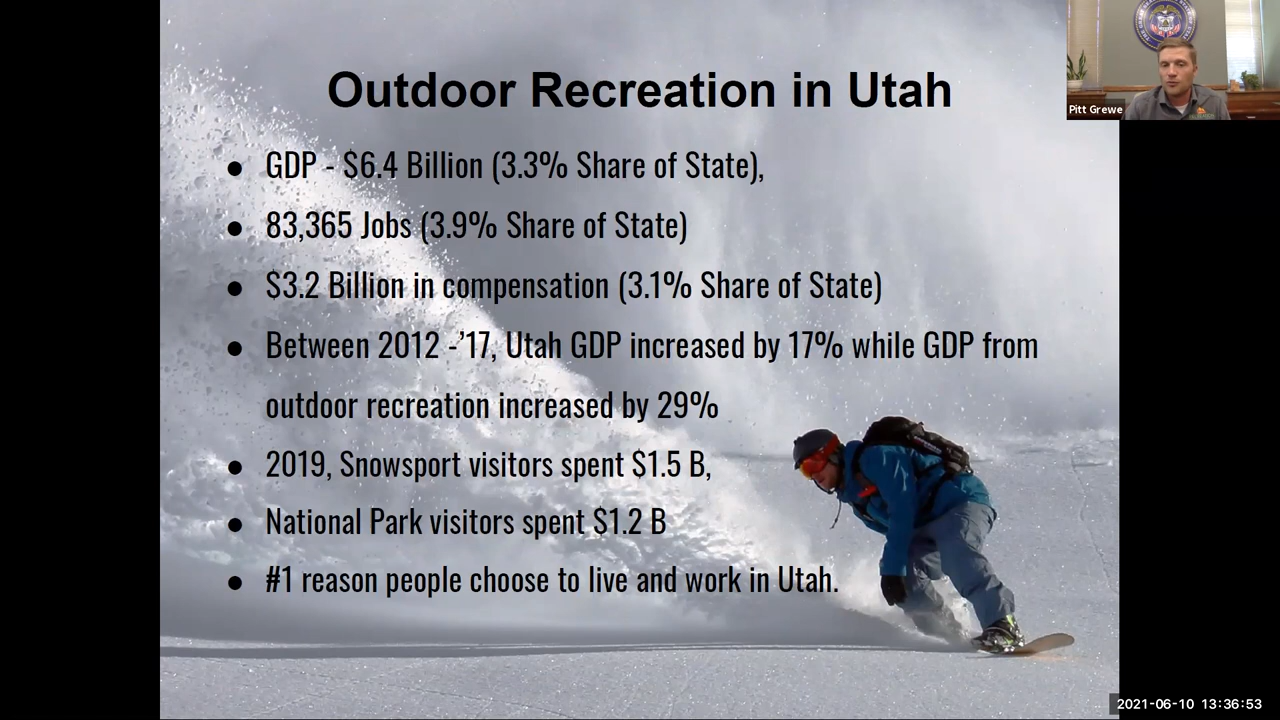 Outdoor Recreation in Utah
● GDP - $6.4 Billion (3.3% Share of State),
● 83,365 Jobs (3.9% Share of State)
● $3.2 Billion in compensation (3.1% Share of State)
● Between 2012 -’17, Utah GDP increased by 17% while GDP from
outdoor recreation increased by 29%
● 2019, Snowsport visitors spent $1.5 B,
● National Park visitors spent $1.2 B
● #1 reason people choose to live and work in Utah.
Pitt Grewe
2021-06-10 13:36:53